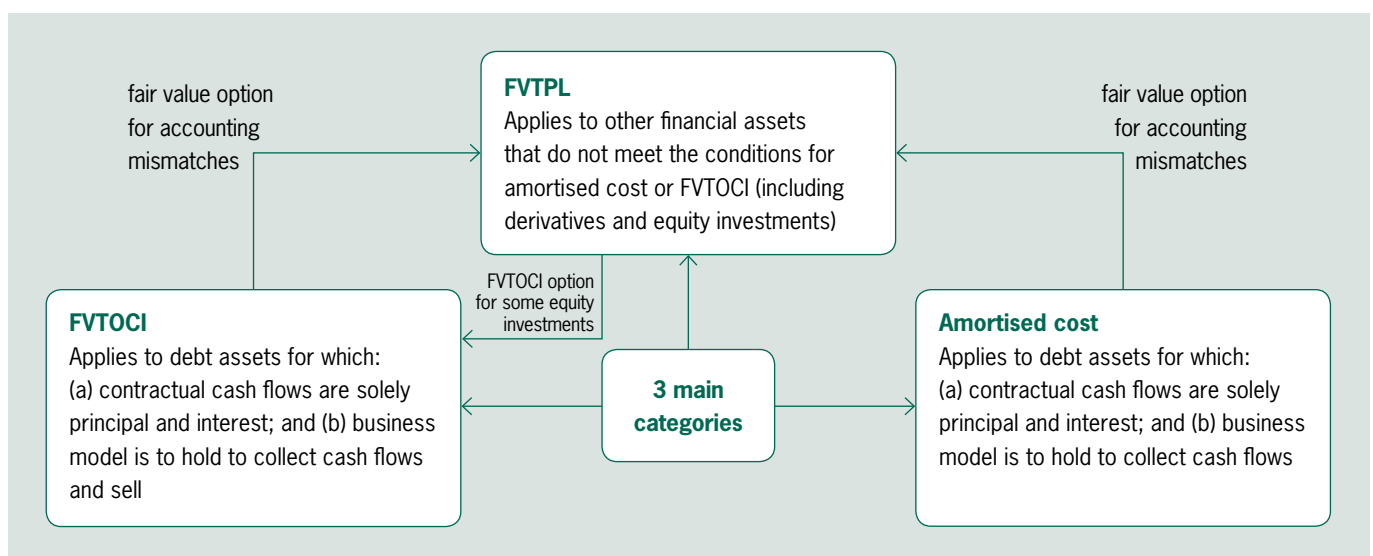 fair value option
for accounting
mismatches
FVTPL
Applies to other financial assets
that do not meet the conditions for
amortised cost or FVTOCI (including
derivatives and equity investments)
fair value option
for accounting
mismatches
FVTOCI option
for some equity
investments
FVTOCI
Applies to debt assets for which:
(a) contractual cash flows are solely
principal and interest; and (b) business
model is to hold to collect cash flows
and sell
3 main
categories
Amortised cost
Applies to debt assets for which:
(a) contractual cash flows are solely
principal and interest; and (b) business
model is to hold to collect cash flows